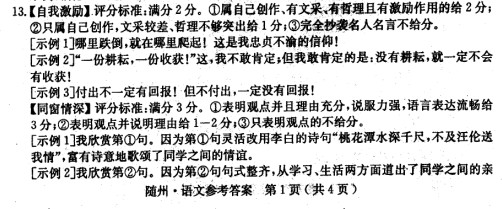 13.【自我激励】评分标准:满分2分。①属自己创作、有文采、有哲理且有激励作用的给2分;
②只属自己创作,文采较差、哲理不够突出给1分;③完全抄袭名人名言不给分。
[示例1]哪里跌倒,就在哪里爬起!这是我忠贞不渝的信仰!
[示例2]“一份耕耘,一份收获!”这,我不敢肯定;但我敢肯定的是:没有耕耘,就一定不会
有收获!
[示例3]付出不一定有回报!但不付出,一定没有回报!
【同窗情深】评分标准:满分3分。①表明观点并且理由充分,说服力强,语言表达流畅给
3分;②表明观点并说明理由给1-2分;③只表明观点的不给分。
[示例1]我欣赏第①句。因为第①句灵活改用李白的诗句“桃花潭水深千尺,不及汪伦送
我情”,富有诗意地歌颂了同学之间的情谊。
[示例2]我欣赏第②句。因为第②句句式整齐,从学习、生活两方面道出了同学之间的亲
随州·语文参考答案 第1页(共4页)